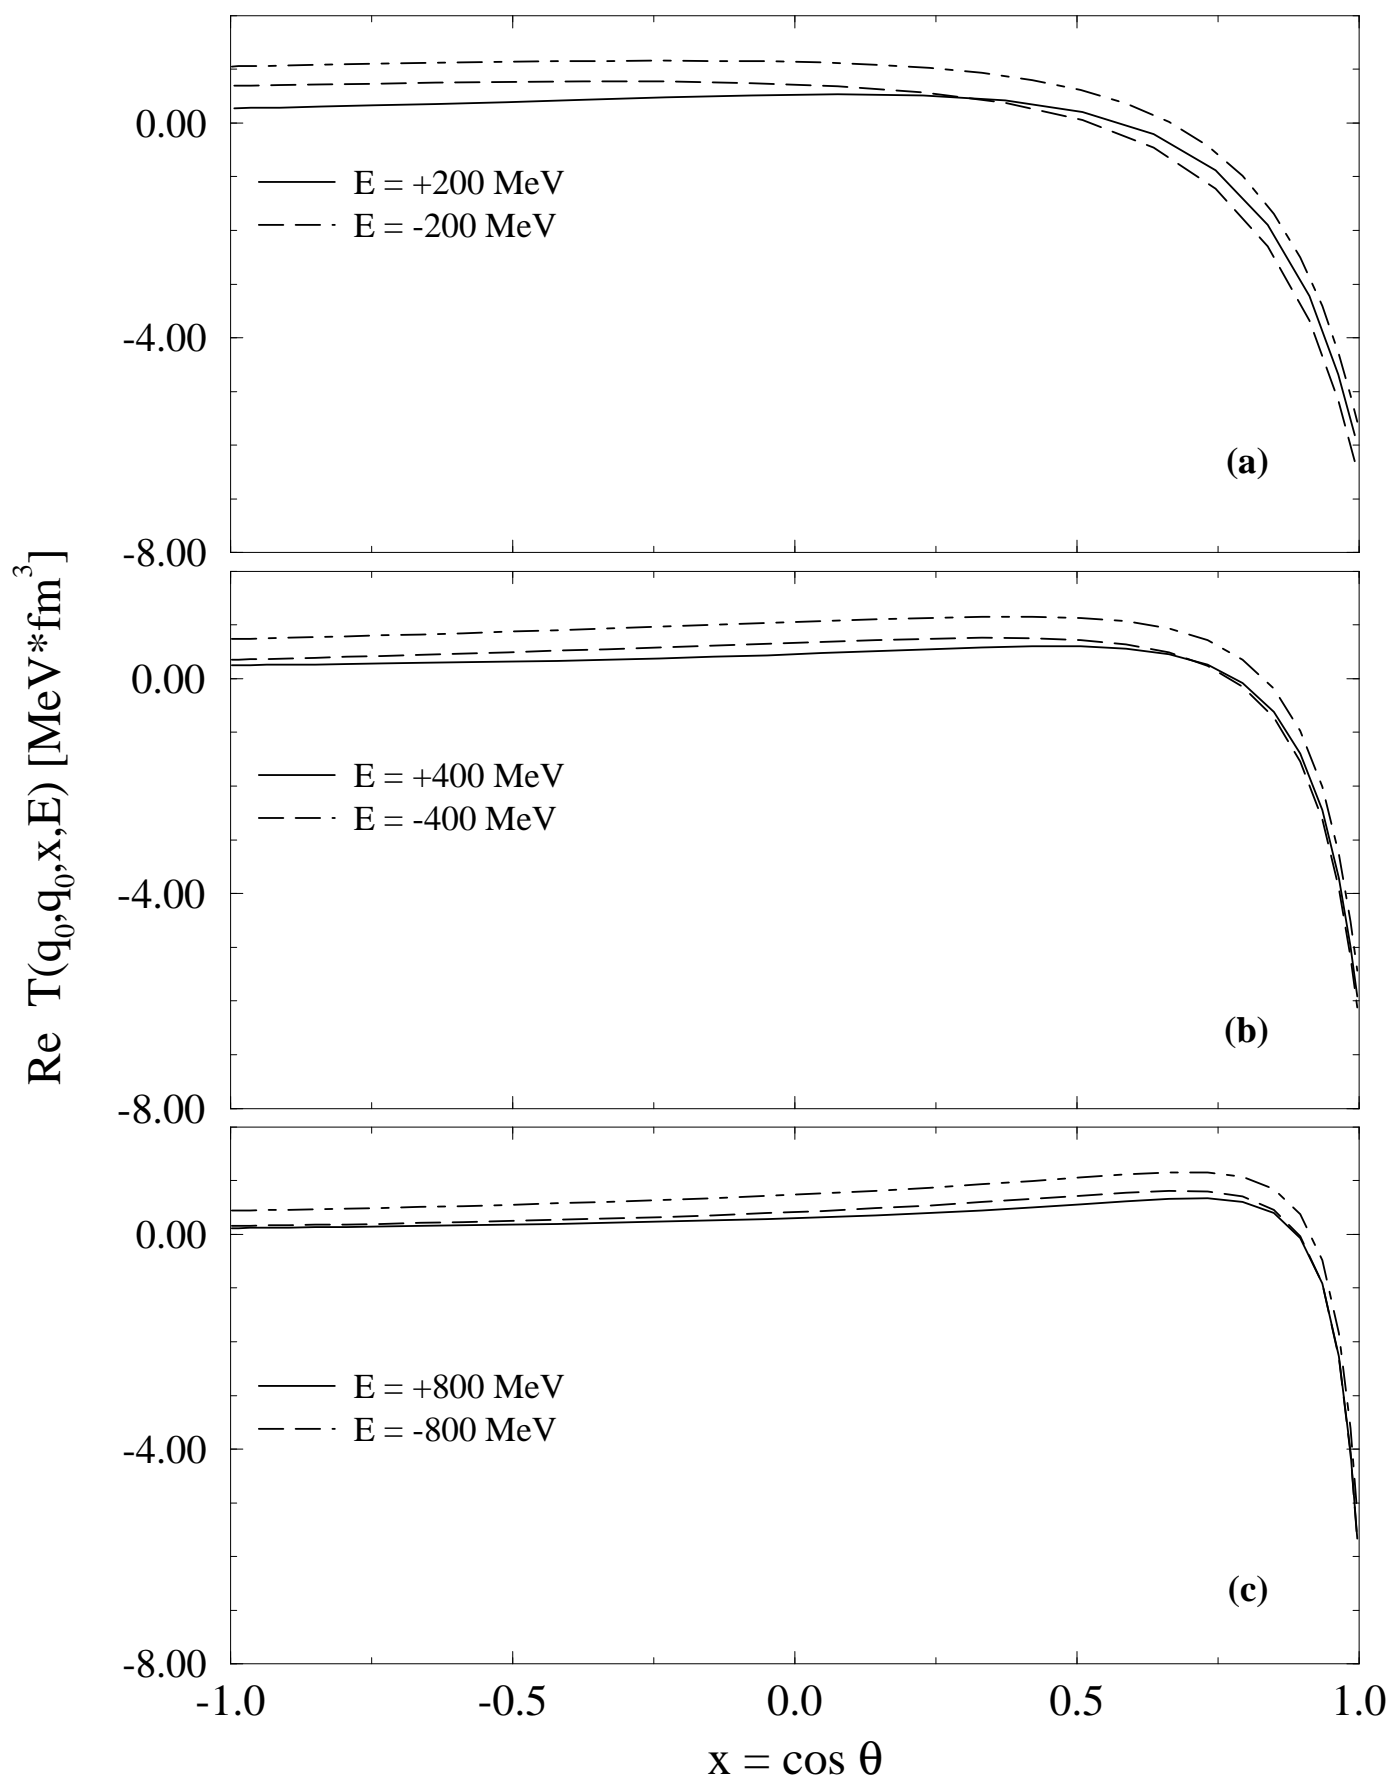 0.00
E = +200 MeV
E = -200 MeV
-4.00
(a)
-8.00
0.00
E = +400 MeV
E = -400 MeV
-4.00
(b)
-8.00
0.00
E = +800 MeV
E = -800 MeV
-4.00
(c)
-8.00
-1.0 -0.5 0.0 0.5 1.0
x = cos θ
Re T(q₀,q₀,x,E) [MeV*fm³]